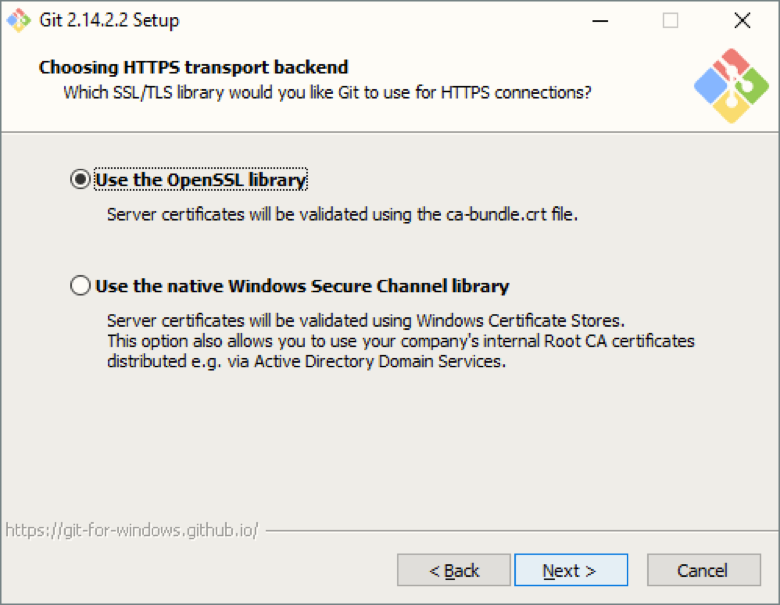 Git 2.14.2.2 Setup
Choosing HTTPS transport backend
Which SSL/TLS library would you like Git to use for HTTPS connections?
Use the OpenSSL library
Server certificates will be validated using the ca-bundle.crt file.
Use the native Windows Secure Channel library
Server certificates will be validated using Windows Certificate Stores.
This option also allows you to use your company's internal Root CA certificates
distributed e.g. via Active Directory Domain Services.
https://git-for-windows.github.io/
< Back Next > Cancel